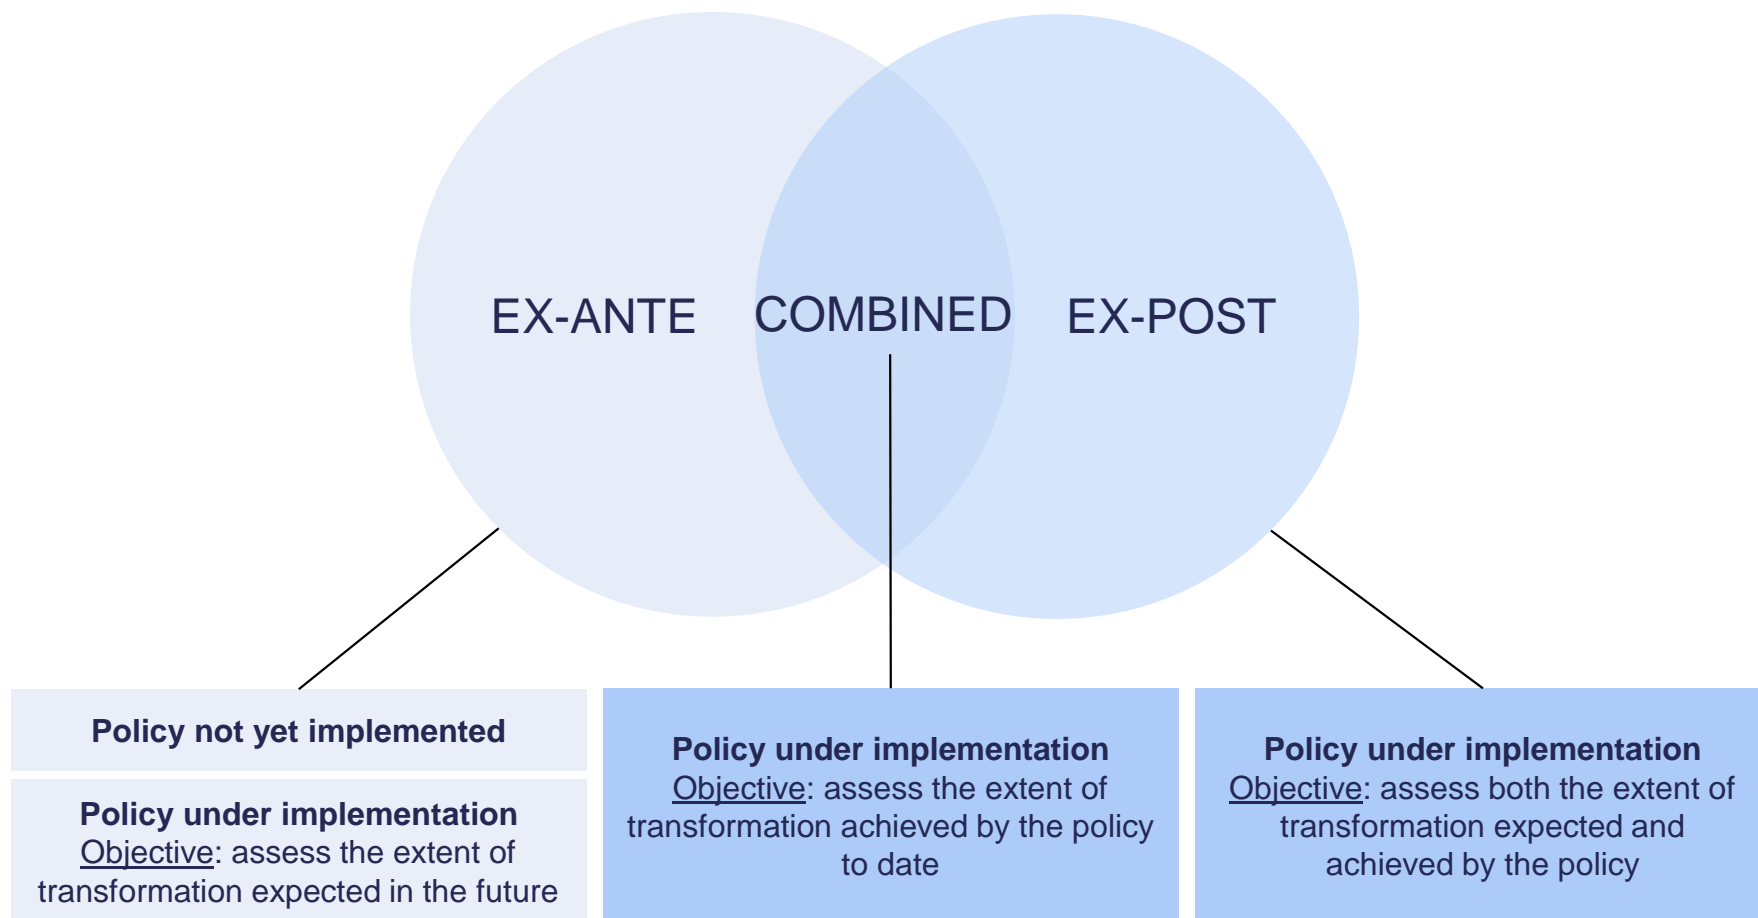 EX-ANTE
COMBINED
EX-POST
Policy not yet implemented
Policy under implementation
Objective: assess the extent of
transformation expected in the future
Policy under implementation
Objective: assess the extent of
transformation achieved by the policy
to date
Policy under implementation
Objective: assess both the extent of
transformation expected and
achieved by the policy